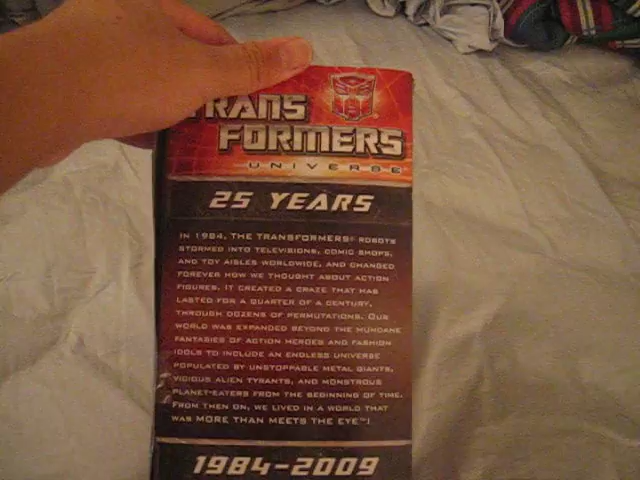 TRANS
FORMERS
UNIVERSE
25 YEARS
IN 1984, THE TRANSFORMERS® ROBOTS
STORMED INTO TELEVISIONS, COMIC SHOPS,
AND TOY AISLES WORLDWIDE, AND CHANGED
FOREVER HOW WE THOUGHT ABOUT ACTION
FIGURES. IT CREATED A CRAZE THAT HAS
LASTED FOR A QUARTER OF A CENTURY,
THROUGH DOZENS OF PERMUTATIONS. OUR
WORLD WAS EXPANDED BEYOND THE MUNDANE
FANTASIES OF ACTION HEROES AND FASHION
IDOLS TO INCLUDE AN ENDLESS UNIVERSE
POPULATED BY UNSTOPPABLE METAL GIANTS,
VICIOUS ALIEN TYRANTS, AND MONSTROUS
PLANET-EATERS FROM THE BEGINNING OF TIME.
FROM THEN ON, WE LIVED IN A WORLD THAT
WAS MORE THAN MEETS THE EYE™!
1984-2009